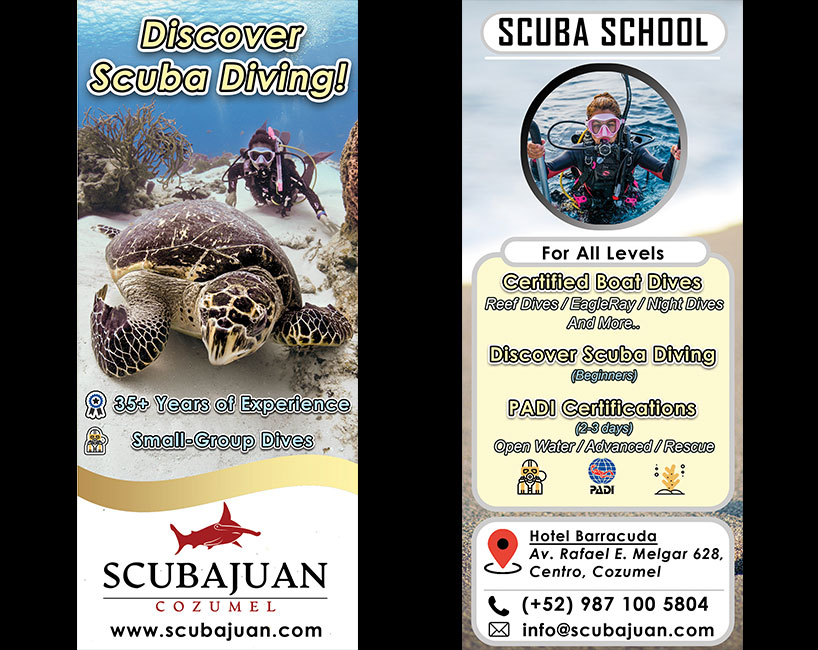 Discover
Scuba Diving!
35+ Years of Experience
Small-Group Dives
SCUBAJUAN
COZUMEL
www.scubajuan.com
SCUBA SCHOOL
For All Levels
Certified Boat Dives
Reef Dives / EagleRay / Night Dives
And More..
Discover Scuba Diving
(Beginners)
PADI Certifications
(2-3 days)
Open Water / Advanced / Rescue
PADI
Hotel Barracuda
Av. Rafael E. Melgar 628,
Centro, Cozumel
(+52) 987 100 5804
info@scubajuan.com